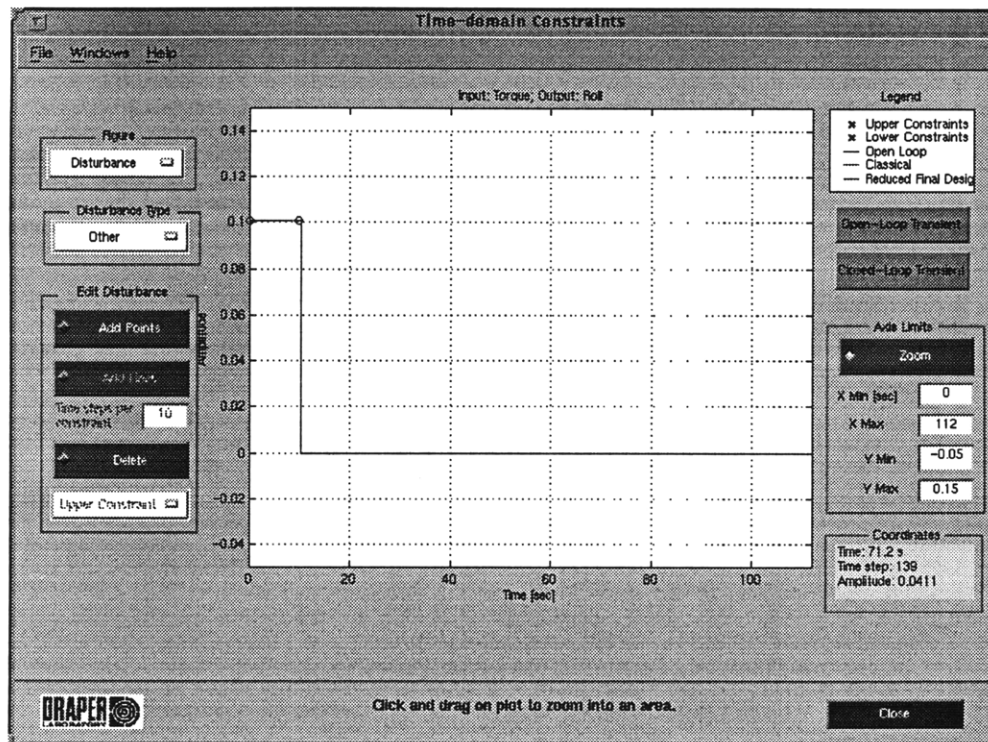 Time-domain Constraints
File Windows Help
Input: Torque; Output: Roll
Figure
Disturbance
Disturbance Type
Other
Edit Disturbance
Add Points
Add Lines
Time steps per
constraint
10
Delete
Upper Constraint
Amplitude
0.14
0.12
0.1
0.08
0.06
0.04
0.02
0
-0.02
-0.04
0 20 40 60 80 100
Time [sec]
Legend
× Upper Constraints
× Lower Constraints
Open Loop
Classical
Reduced Final Desig
Open-Loop Transient
Closed-Loop Transient
Axis Limits
Zoom
X Min [sec] 0
X Max 112
Y Min -0.05
Y Max 0.15
Coordinates
Time: 71.2 s
Time step: 139
Amplitude: 0.0411
DRAPER
LABORATORY
Click and drag on plot to zoom into an area.
Close